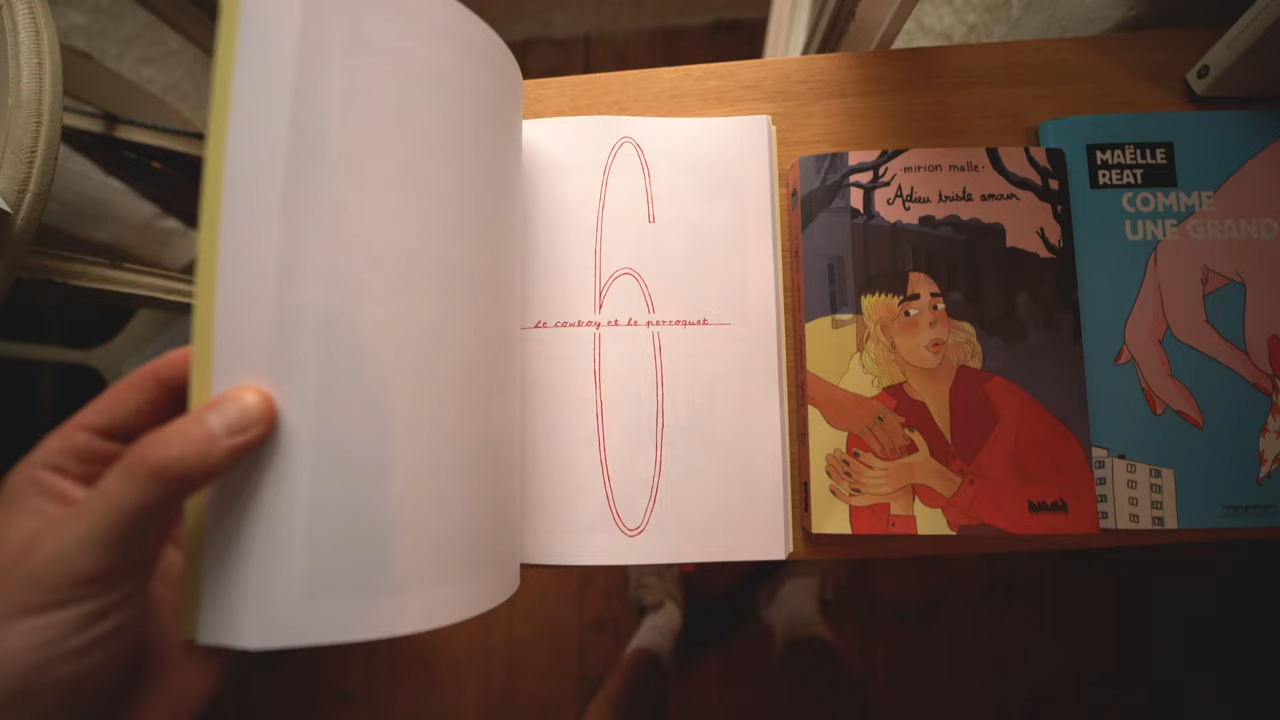 6
Le cowboy et le perroquet
·mirion malle·
Adieu triste amour
MAËLLE
REAT
COMME
UNE GRAND